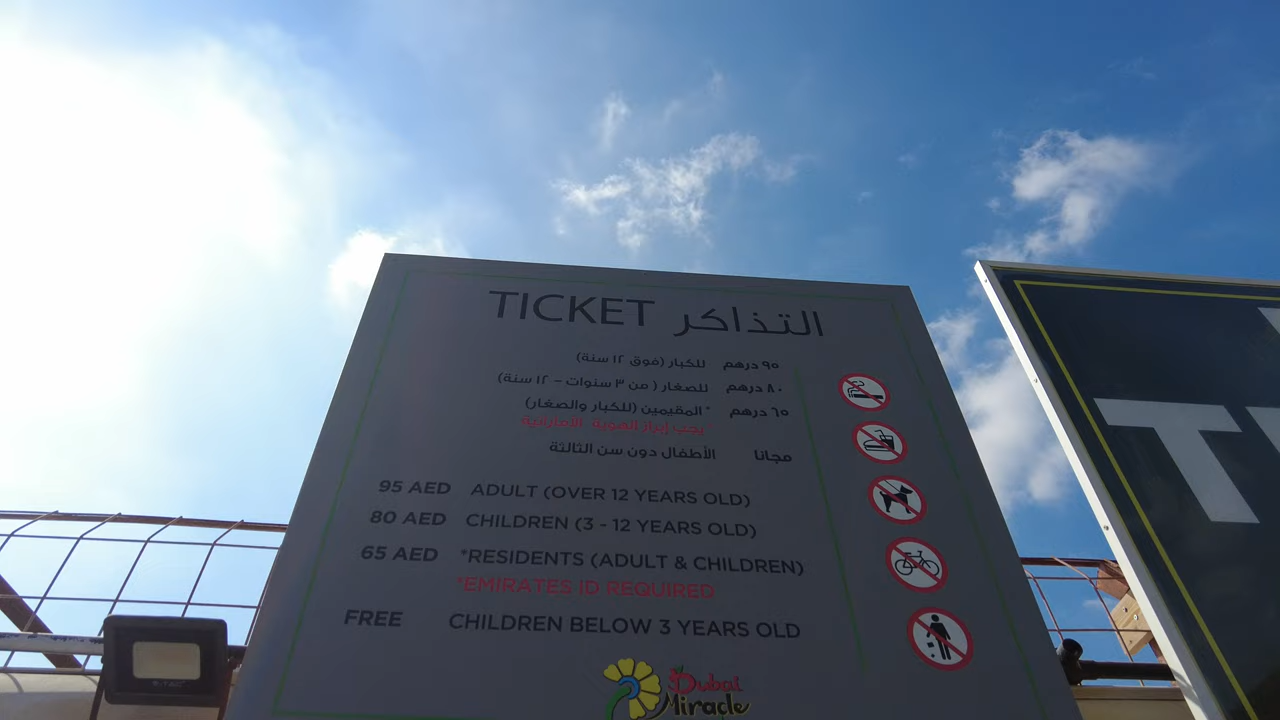 TICKET التذاكر
٩٥ درهم للكبار (فوق ١٢ سنة)
٨٠ درهم للصغار ( من ٣ سنوات - ١٢ سنة)
٦٥ درهم *المقيمين (للكبار والصغار)
يجب إبراز الهوية الأماراتية
مجانا الأطفال دون سن الثالثة
95 AED ADULT (OVER 12 YEARS OLD)
80 AED CHILDREN (3 - 12 YEARS OLD)
65 AED *RESIDENTS (ADULT & CHILDREN)
*EMIRATES ID REQUIRED
FREE CHILDREN BELOW 3 YEARS OLD
Dubai
Miracle
V-TAC
T